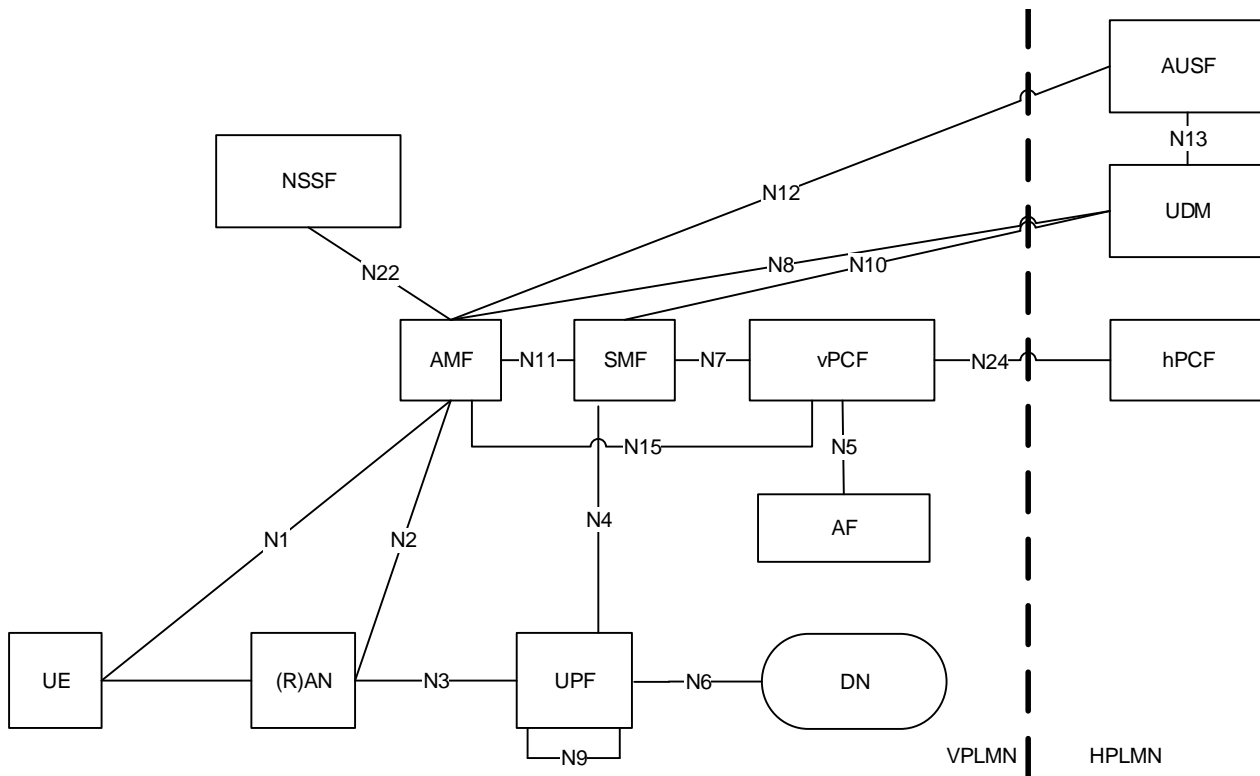 AUSF
N13
NSSF
N12
UDM
N22
N8
N10
AMF
N11
SMF
N7
vPCF
N24
hPCF
N15
N5
N4
AF
N1
N2
UE
(R)AN
N3
UPF
N6
DN
N9
VPLMN
HPLMN